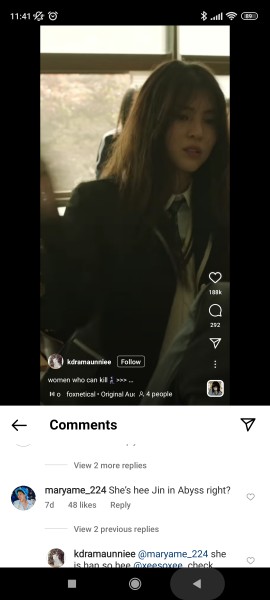 11:41
89
188k
292
kdramaunniee Follow
women who can kill >>> ...
foxnetical • Original Au
4 people
Comments
View 2 more replies
maryame_224 She's hee Jin in Abyss right?
7d 48 likes Reply
View 2 previous replies
kdramaunniee @maryame_224 she
is han so hee @xeesoxee, check